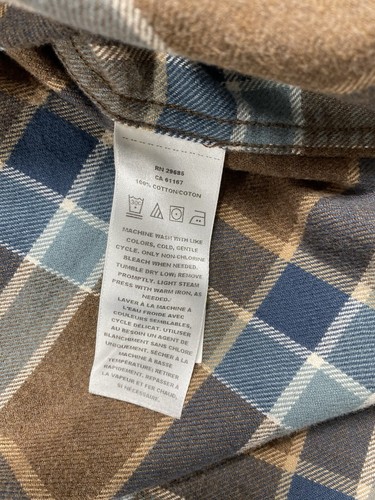 RN 29685
CA 61167
100% COTTON/COTON
MACHINE WASH WITH LIKE
COLORS, COLD, GENTLE
CYCLE. ONLY NON-CHLORINE
BLEACH WHEN NEEDED.
TUMBLE DRY LOW, REMOVE
PROMPTLY. LIGHT STEAM
PRESS WITH WARM IRON, AS
NEEDED.
LAVER À LA MACHINE À
L'EAU FROIDE AVEC
COULEURS SEMBLABLES,
CYCLE DÉLICAT. UTILISER
AU BESOIN UN AGENT DE
BLANCHIMENT SANS CHLORE
UNIQUEMENT. SÉCHER À LA
MACHINE À BASSE
TEMPÉRATURE; RETIRER
RAPIDEMENT. REPASSER À
LA VAPEUR ET FER CHAUD,
SI NÉCESSAIRE.